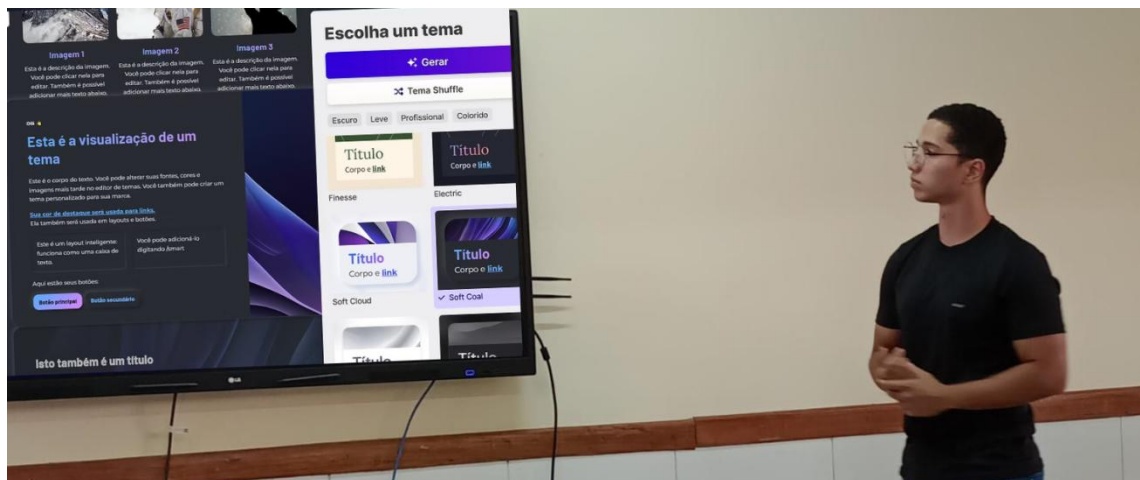 Imagem 1
Esta é a descrição da imagem.
Você pode clicar nela para
editar. Também é possível
adicionar mais texto abaixo.
Imagem 2
Esta é a descrição da imagem.
Você pode clicar nela para
editar. Também é possível
adicionar mais texto abaixo.
Imagem 3
Esta é a descrição da imagem.
Você pode clicar nela para
editar. Também é possível
adicionar mais texto abaixo.
Olá
Esta é a visualização de um
tema
Este é o corpo do texto. Você pode alterar suas fontes, cores e
imagens mais tarde no editor de temas. Você também pode criar um
tema personalizado para sua marca.
Sua cor de destaque será usada para links.
Ela também será usada em layouts e botões.
Este é um layout inteligente:
funciona como uma caixa de
texto.
Você pode adicioná-lo
digitando /smart
Aqui estão seus botões:
Botão principal
Botão secundário
Isto também é um título
Escolha um tema
Gerar
Tema Shuffle
Escuro
Leve
Profissional
Colorido
Título
Corpo e link
Finesse
Título
Corpo e link
Electric
Título
Corpo e link
Soft Cloud
Título
Corpo e link
Soft Coal
Título
Título
LG